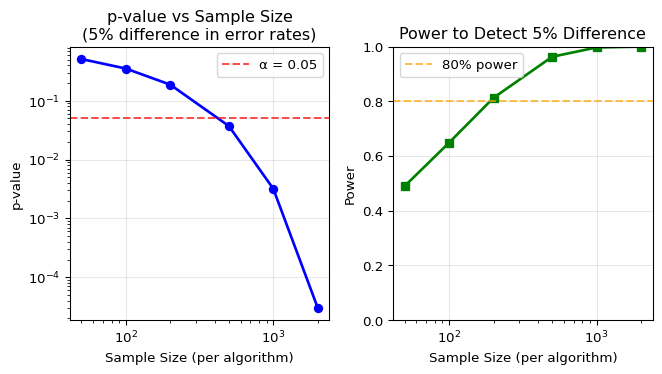 p-value vs Sample Size
(5% difference in error rates)
α = 0.05
p-value
10⁻¹
10⁻²
10⁻³
10⁻⁴
10²
10³
Sample Size (per algorithm)
Power to Detect 5% Difference
80% power
Power
1.0
0.8
0.6
0.4
0.2
0.0
10²
10³
Sample Size (per algorithm)